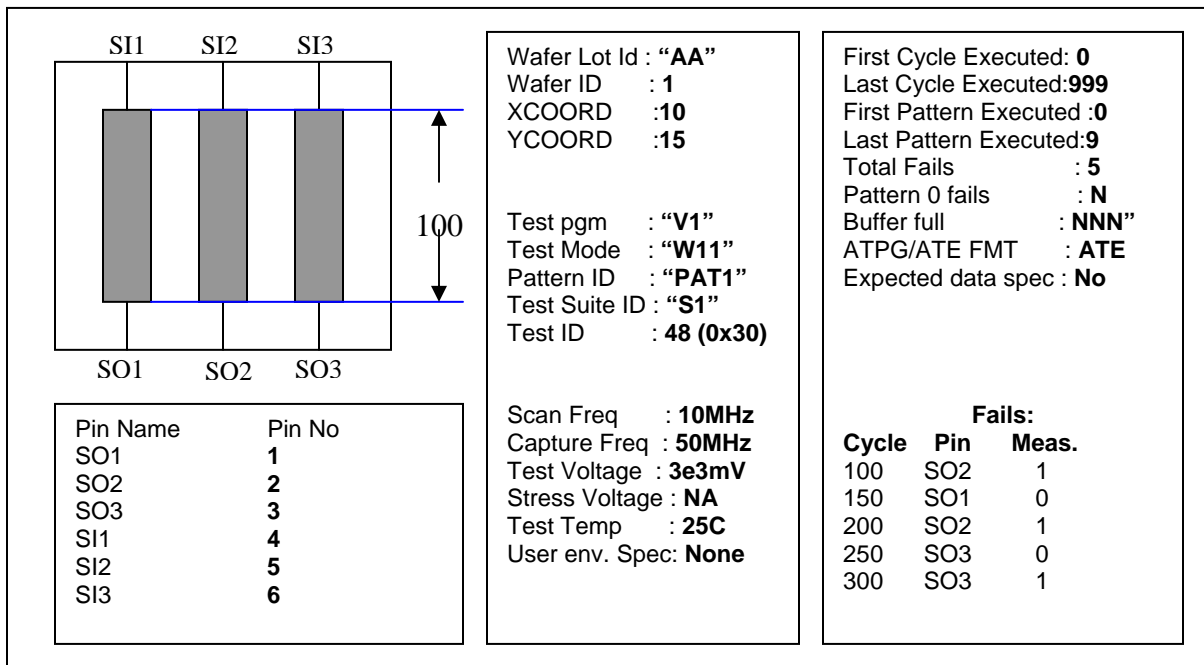 SI1 SI2 SI3
100
SO1 SO2 SO3
Pin Name Pin No
SO1 1
SO2 2
SO3 3
SI1 4
SI2 5
SI3 6
Wafer Lot Id : “AA”
Wafer ID : 1
XCOORD :10
YCOORD :15
Test pgm : “V1”
Test Mode : “W11”
Pattern ID : “PAT1”
Test Suite ID : “S1”
Test ID : 48 (0x30)
Scan Freq : 10MHz
Capture Freq : 50MHz
Test Voltage : 3e3mV
Stress Voltage : NA
Test Temp : 25C
User env. Spec: None
First Cycle Executed: 0
Last Cycle Executed:999
First Pattern Executed :0
Last Pattern Executed:9
Total Fails : 5
Pattern 0 fails : N
Buffer full : NNN”
ATPG/ATE FMT : ATE
Expected data spec : No
Fails:
Cycle Pin Meas.
100 SO2 1
150 SO1 0
200 SO2 1
250 SO3 0
300 SO3 1